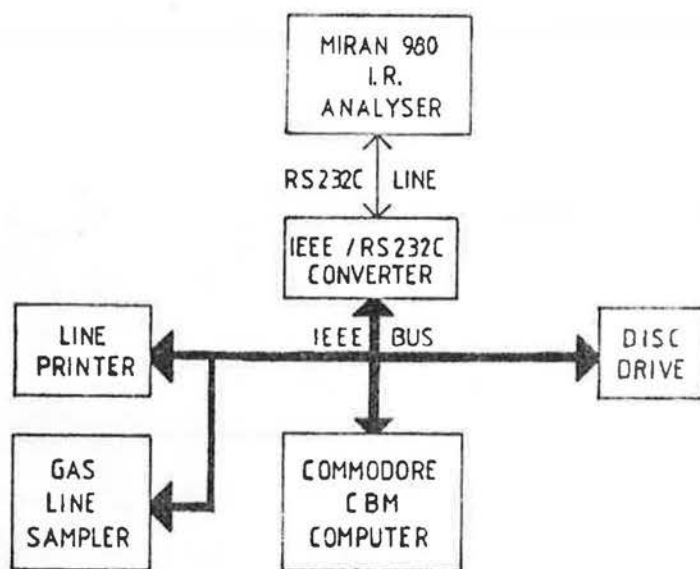 MIRAN 980
I.R.
ANALYSER
RS232C LINE
IEEE / RS232C
CONVERTER
LINE
PRINTER
IEEE BUS
DISC
DRIVE
GAS
LINE
SAMPLER
COMMODORE
CBM
COMPUTER